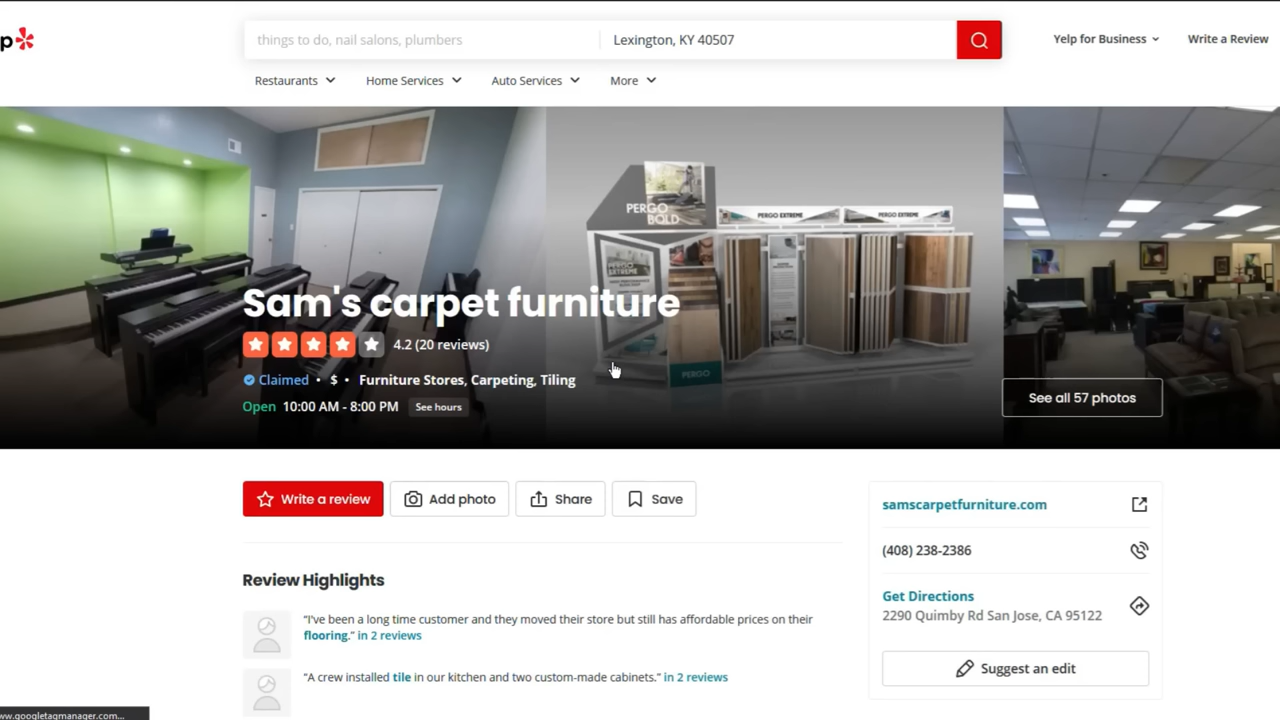 p
things to do, nail salons, plumbers
Lexington, KY 40507
Yelp for Business
Write a Review
Restaurants
Home Services
Auto Services
More
PERGO
BOLD
PERGO EXTREME
PERGO EXTREME
PERGO
EXTREME
PERGO
Sam's carpet furniture
4.2 (20 reviews)
Claimed • $ • Furniture Stores, Carpeting, Tiling
Open 10:00 AM - 8:00 PM See hours
See all 57 photos
Write a review
Add photo
Share
Save
samscarpetfurniture.com
(408) 238-2386
Get Directions
2290 Quimby Rd San Jose, CA 95122
Suggest an edit
Review Highlights
“I've been a long time customer and they moved their store but still has affordable prices on their
flooring.” in 2 reviews
“A crew installed tile in our kitchen and two custom-made cabinets.” in 2 reviews
ww.googletagmanager.com...